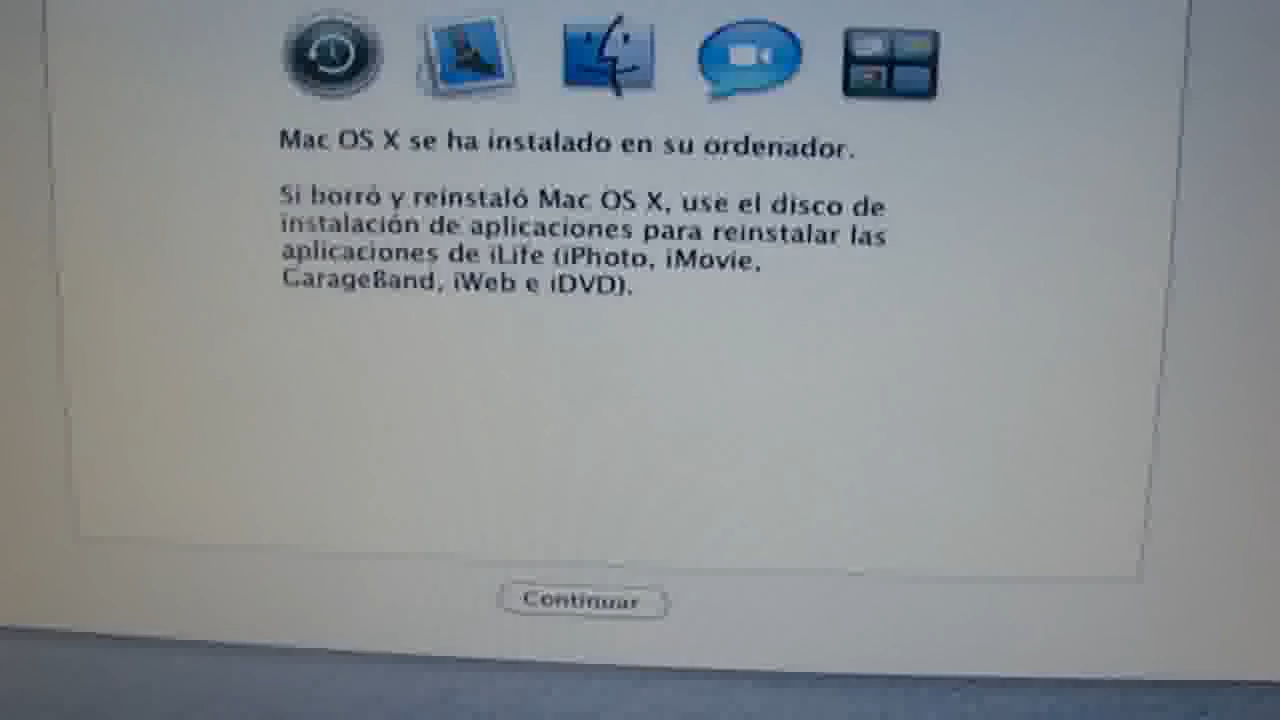 Mac OS X se ha instalado en su ordenador.
Si borró y reinstaló Mac OS X, use el disco de
instalación de aplicaciones para reinstalar las
aplicaciones de iLife (iPhoto, iMovie,
GarageBand, iWeb e iDVD).
Continuar